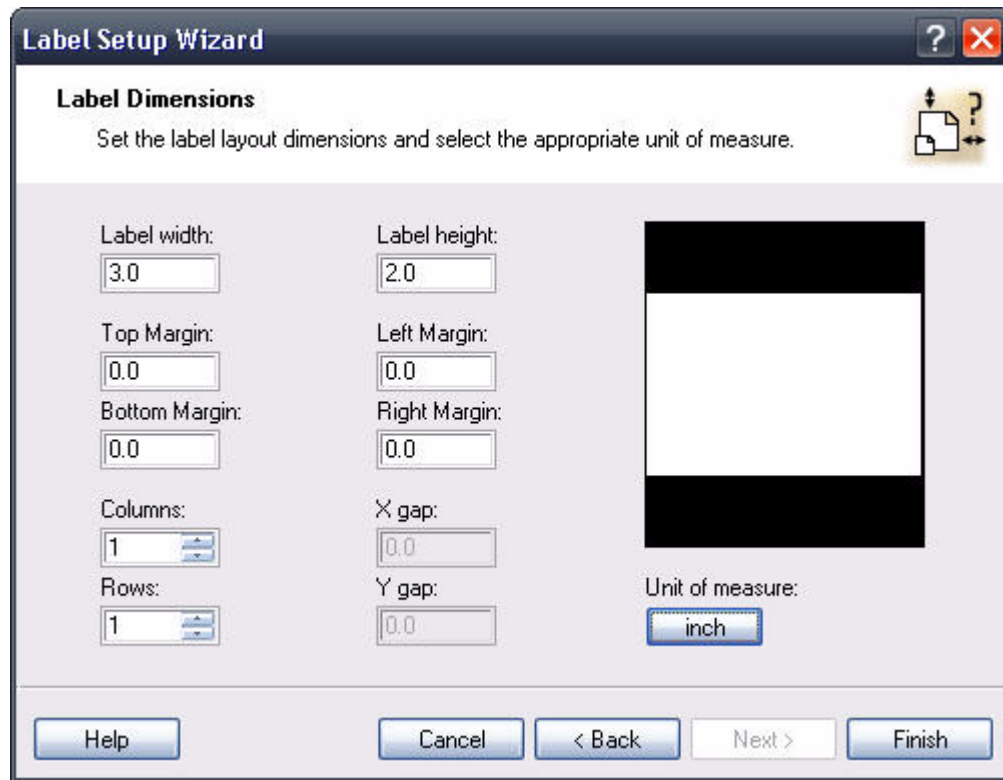 Label Setup Wizard
?
Label Dimensions
Set the label layout dimensions and select the appropriate unit of measure.
?
Label width: Label height:
3.0 2.0
Top Margin: Left Margin:
0.0 0.0
Bottom Margin: Right Margin:
0.0 0.0
Columns: X gap:
1 0.0
Rows: Y gap: Unit of measure:
1 0.0 inch
Help Cancel < Back Next > Finish